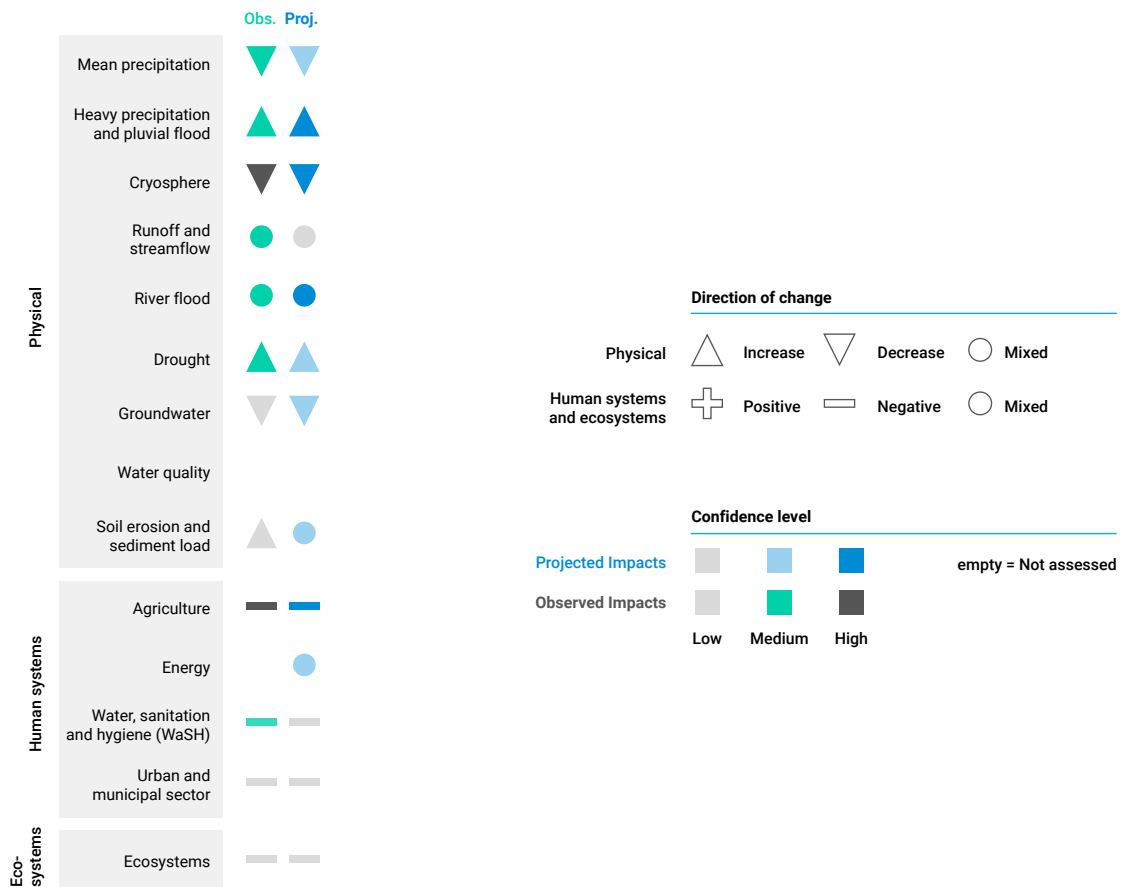 Obs. Proj.
Physical
Mean precipitation
Heavy precipitation
and pluvial flood
Cryosphere
Runoff and
streamflow
River flood
Drought
Groundwater
Water quality
Soil erosion and
sediment load
Human systems
Agriculture
Energy
Water, sanitation
and hygiene (WaSH)
Urban and
municipal sector
Eco-
systems
Ecosystems
Direction of change
Physical Increase Decrease Mixed
Human systems
and ecosystems Positive Negative Mixed
Confidence level
Projected Impacts empty = Not assessed
Observed Impacts
Low Medium High